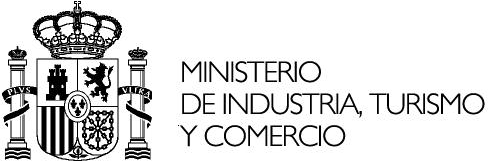 PLVS VLTRA
MINISTERIO
DE INDUSTRIA, TURISMO
Y COMERCIO